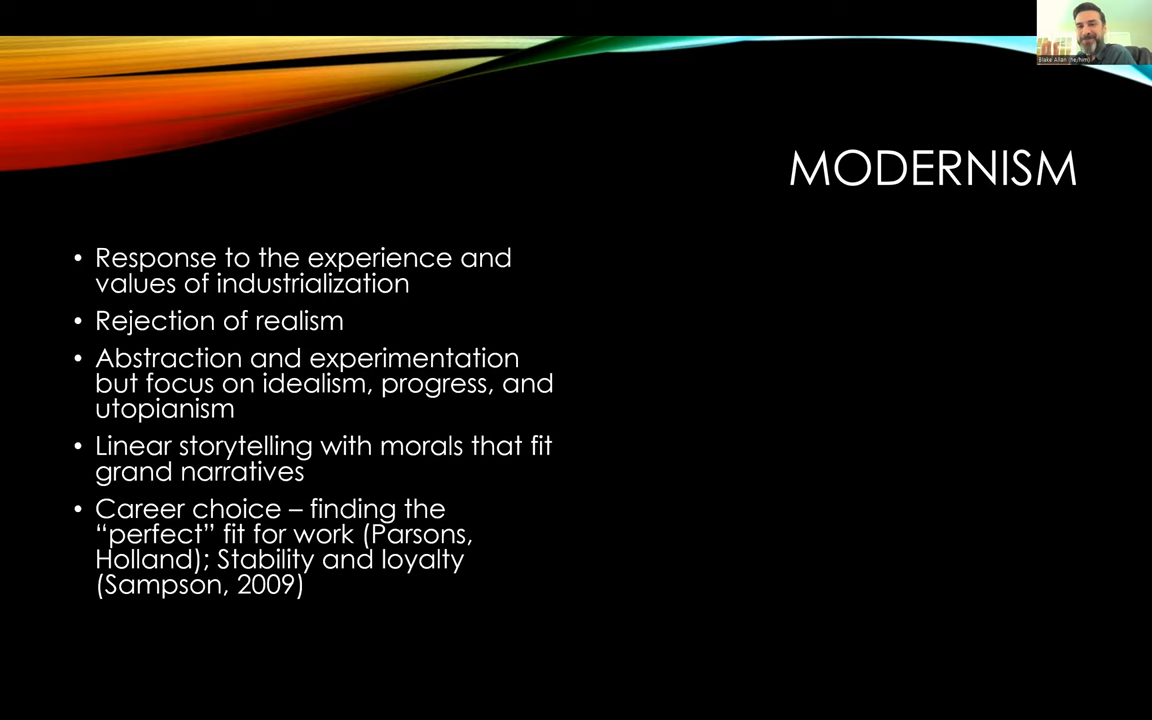 Blake Allan (he/him)
MODERNISM
• Response to the experience and
values of industrialization
• Rejection of realism
• Abstraction and experimentation
but focus on idealism, progress, and
utopianism
• Linear storytelling with morals that fit
grand narratives
• Career choice – finding the
“perfect” fit for work (Parsons,
Holland); Stability and loyalty
(Sampson, 2009)